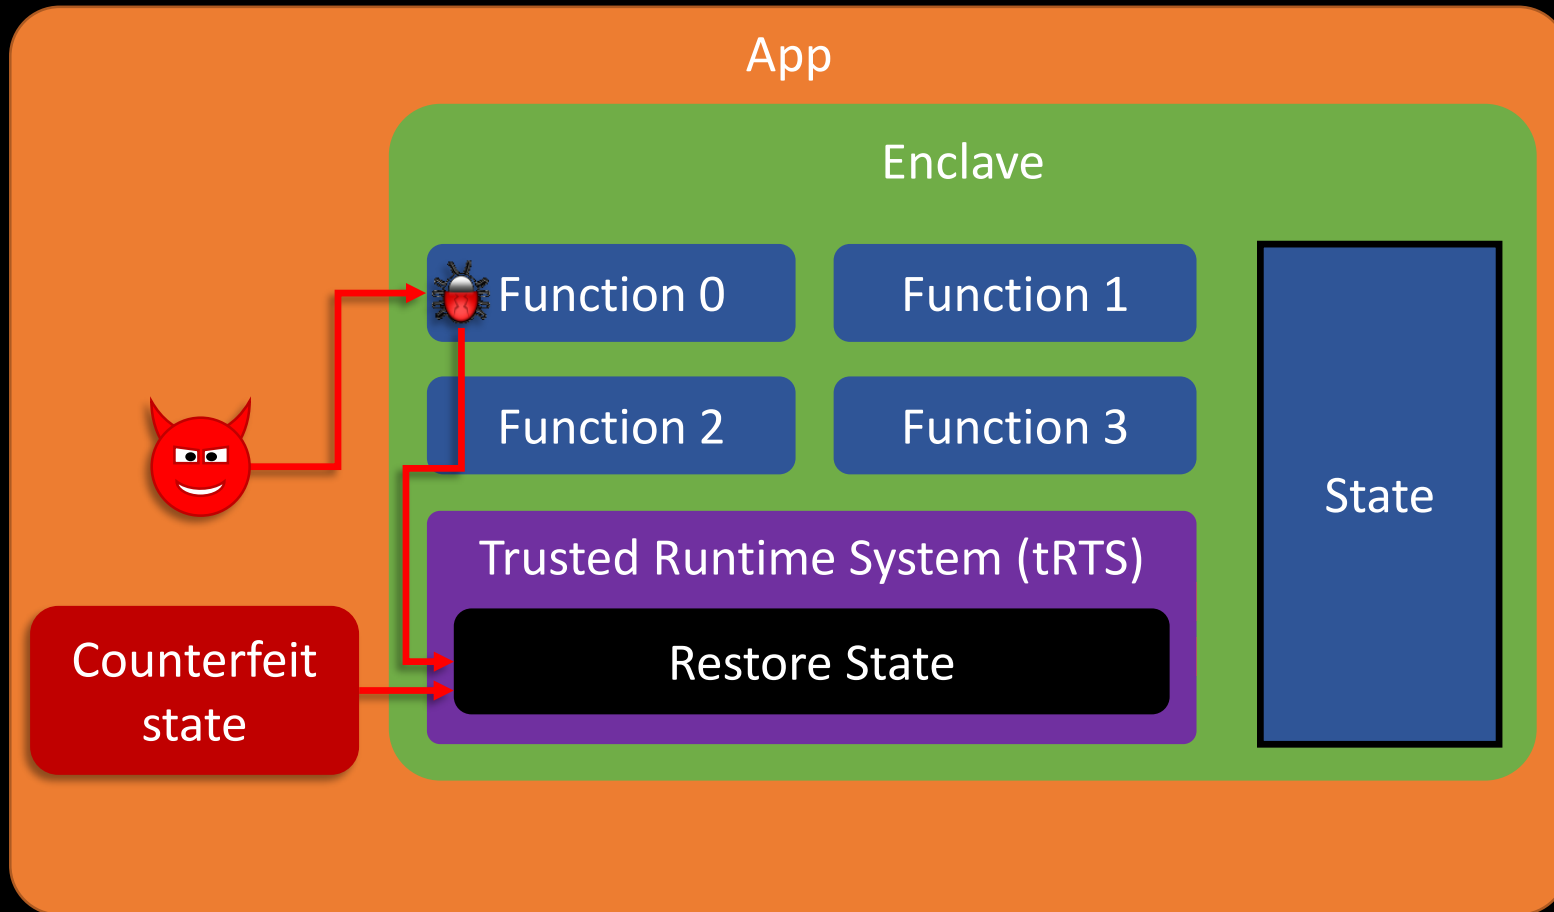 App
Enclave
Function 0
Function 1
Function 2
Function 3
State
Trusted Runtime System (tRTS)
Restore State
Counterfeit
state